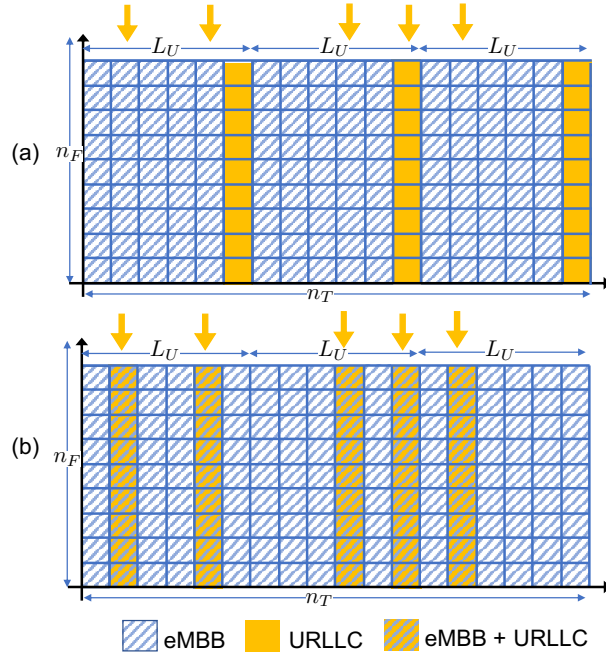 L_U L_U L_U
(a)
n_F
n_T
L_U L_U L_U
(b)
n_F
n_T
eMBB URLLC eMBB + URLLC